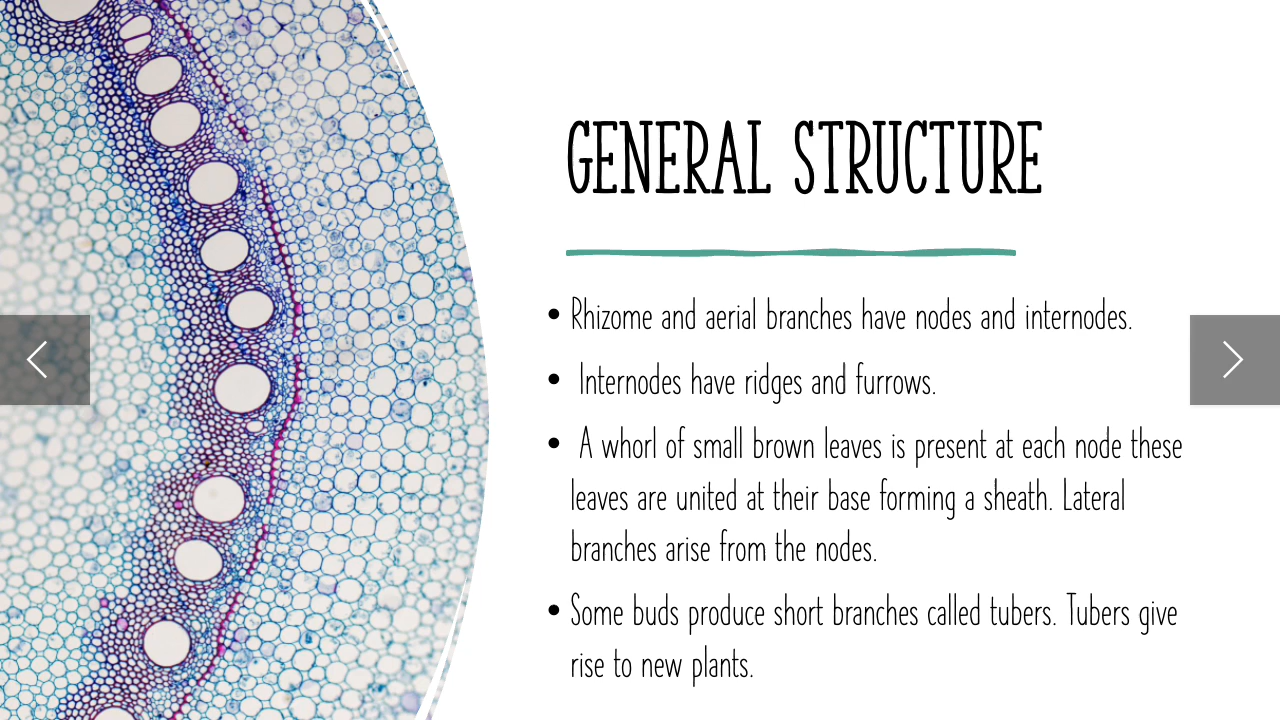 GENERAL STRUCTURE
• Rhizome and aerial branches have nodes and internodes.
• Internodes have ridges and furrows.
• A whorl of small brown leaves is present at each node these
leaves are united at their base forming a sheath. Lateral
branches arise from the nodes.
• Some buds produce short branches called tubers. Tubers give
rise to new plants.